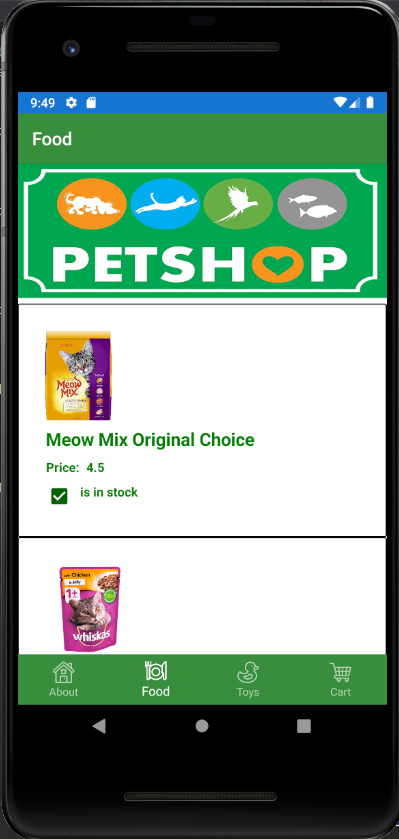 9:49
Food
PETSHOP
Meow Mix
Meow Mix Original Choice
Price: 4.5
is in stock
with Chicken
in Jelly
1+
whiskas
About
Food
Toys
Cart